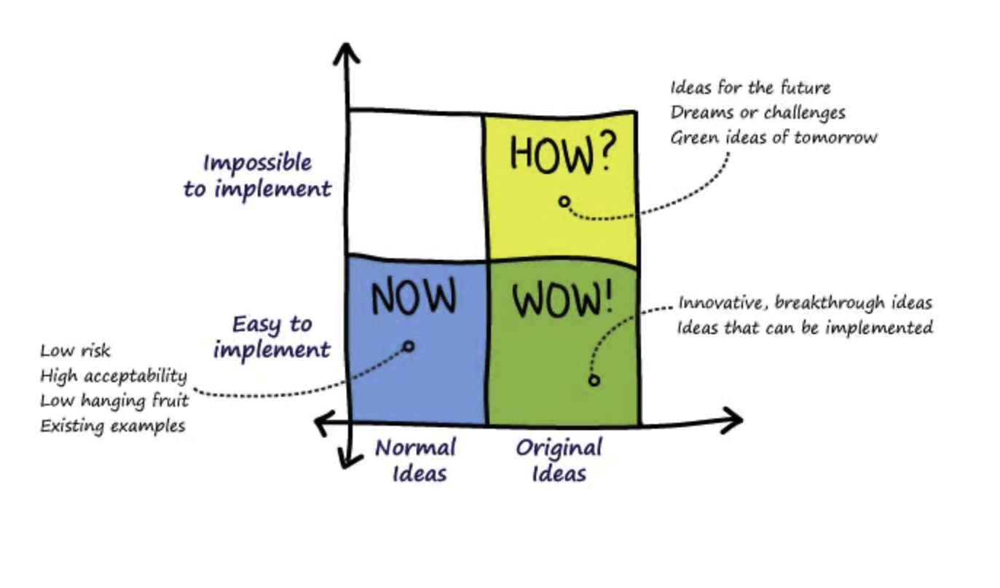 Ideas for the future
Dreams or challenges
Green ideas of tomorrow
HOW?
Impossible
to implement
NOW
WOW!
Innovative, breakthrough ideas
Ideas that can be implemented
Easy to
implement
Low risk
High acceptability
Low hanging fruit
Existing examples
Normal
Ideas
Original
Ideas